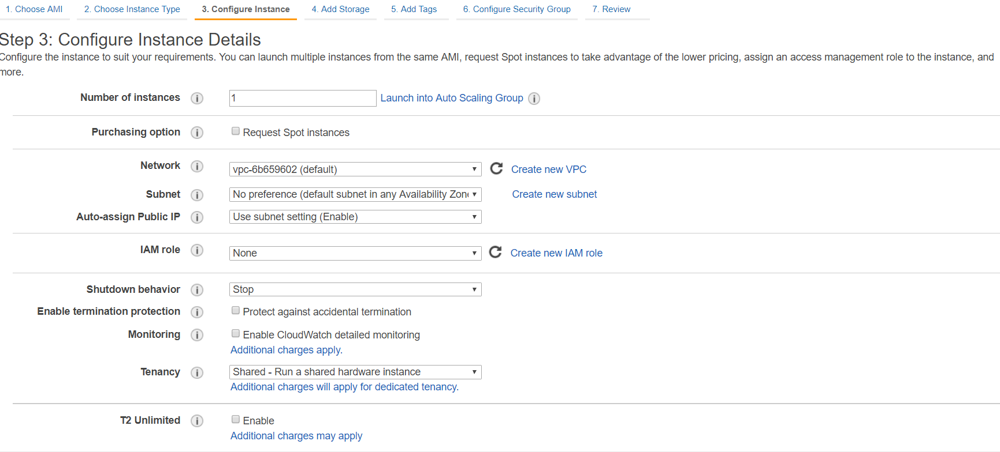 1. Choose AMI 2. Choose Instance Type 3. Configure Instance 4. Add Storage 5. Add Tags 6. Configure Security Group 7. Review
Step 3: Configure Instance Details
Configure the instance to suit your requirements. You can launch multiple instances from the same AMI, request Spot instances to take advantage of the lower pricing, assign an access management role to the instance, and
more.
Number of instances 1 Launch into Auto Scaling Group
Purchasing option Request Spot instances
Network vpc-6b659602 (default) Create new VPC
Subnet No preference (default subnet in any Availability Zone Create new subnet
Auto-assign Public IP Use subnet setting (Enable)
IAM role None Create new IAM role
Shutdown behavior Stop
Enable termination protection Protect against accidental termination
Monitoring Enable CloudWatch detailed monitoring
Additional charges apply.
Tenancy Shared - Run a shared hardware instance
Additional charges will apply for dedicated tenancy.
T2 Unlimited Enable
Additional charges may apply